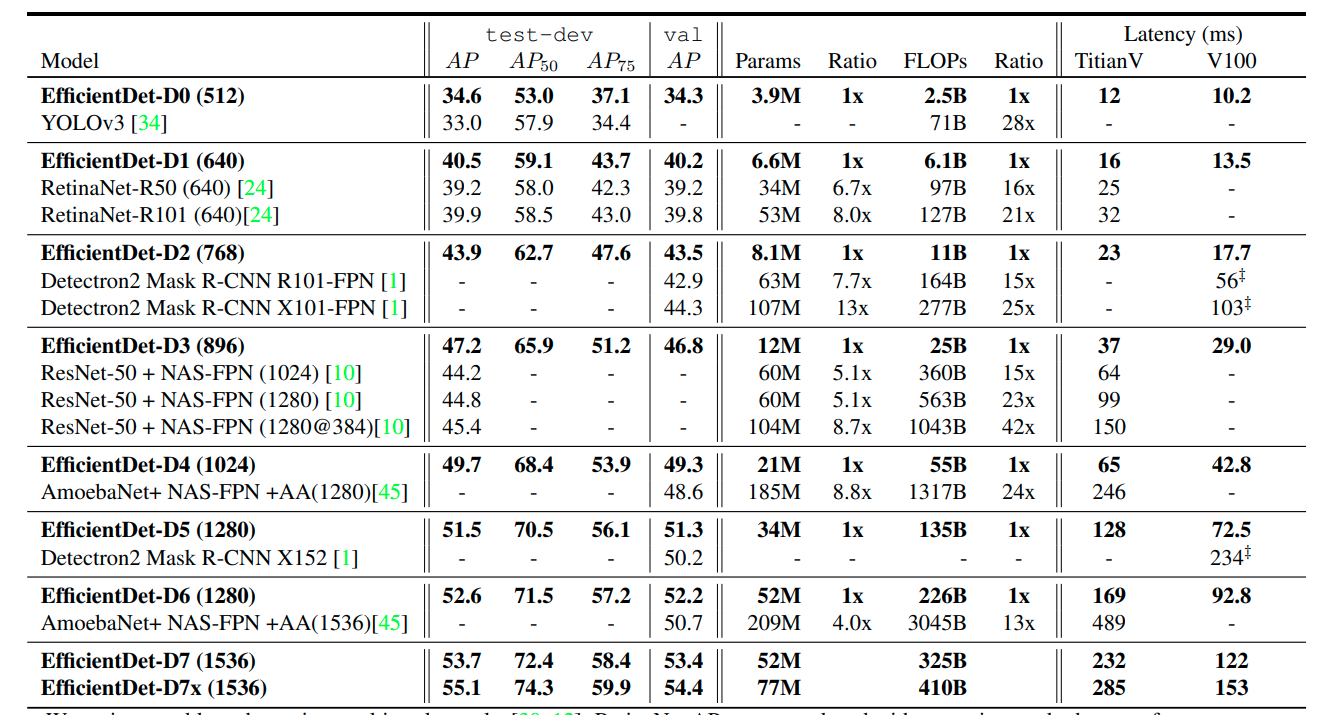 test-dev val Latency (ms)
Model AP AP50 AP75 AP Params Ratio FLOPs Ratio TitianV V100
EfficientDet-D0 (512) 34.6 53.0 37.1 34.3 3.9M 1x 2.5B 1x 12 10.2
YOLOv3 [34] 33.0 57.9 34.4 - - - 71B 28x - -
EfficientDet-D1 (640) 40.5 59.1 43.7 40.2 6.6M 1x 6.1B 1x 16 13.5
RetinaNet-R50 (640) [24] 39.2 58.0 42.3 39.2 34M 6.7x 97B 16x 25 -
RetinaNet-R101 (640)[24] 39.9 58.5 43.0 39.8 53M 8.0x 127B 21x 32 -
EfficientDet-D2 (768) 43.9 62.7 47.6 43.5 8.1M 1x 11B 1x 23 17.7
Detectron2 Mask R-CNN R101-FPN [1] - - - 42.9 63M 7.7x 164B 15x - 56‡
Detectron2 Mask R-CNN X101-FPN [1] - - - 44.3 107M 13x 277B 25x - 103‡
EfficientDet-D3 (896) 47.2 65.9 51.2 46.8 12M 1x 25B 1x 37 29.0
ResNet-50 + NAS-FPN (1024) [10] 44.2 - - - 60M 5.1x 360B 15x 64 -
ResNet-50 + NAS-FPN (1280) [10] 44.8 - - - 60M 5.1x 563B 23x 99 -
ResNet-50 + NAS-FPN (1280@384)[10] 45.4 - - - 104M 8.7x 1043B 42x 150 -
EfficientDet-D4 (1024) 49.7 68.4 53.9 49.3 21M 1x 55B 1x 65 42.8
AmoebaNet+ NAS-FPN +AA(1280)[45] - - - 48.6 185M 8.8x 1317B 24x 246 -
EfficientDet-D5 (1280) 51.5 70.5 56.1 51.3 34M 1x 135B 1x 128 72.5
Detectron2 Mask R-CNN X152 [1] - - - 50.2 - - - - - 234‡
EfficientDet-D6 (1280) 52.6 71.5 57.2 52.2 52M 1x 226B 1x 169 92.8
AmoebaNet+ NAS-FPN +AA(1536)[45] - - - 50.7 209M 4.0x 3045B 13x 489 -
EfficientDet-D7 (1536) 53.7 72.4 58.4 53.4 52M 325B 232 122
EfficientDet-D7x (1536) 55.1 74.3 59.9 54.4 77M 410B 285 153